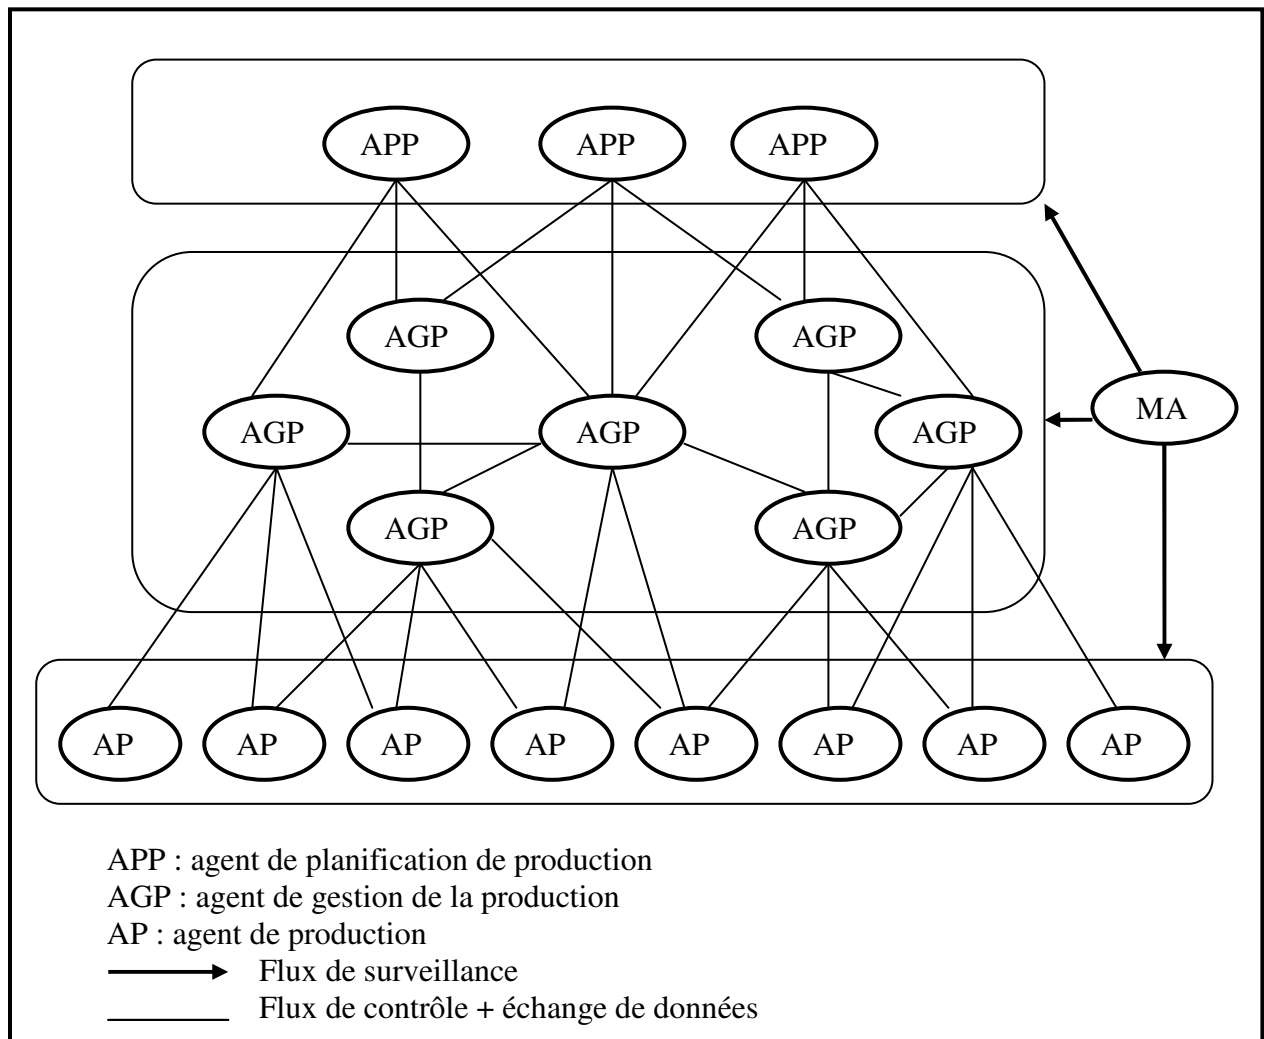 APP APP APP
AGP AGP
MA
AGP AGP AGP
AGP AGP
AP AP AP AP AP AP AP AP
APP : agent de planification de production
AGP : agent de gestion de la production
AP : agent de production
Flux de surveillance
Flux de contrôle + échange de données